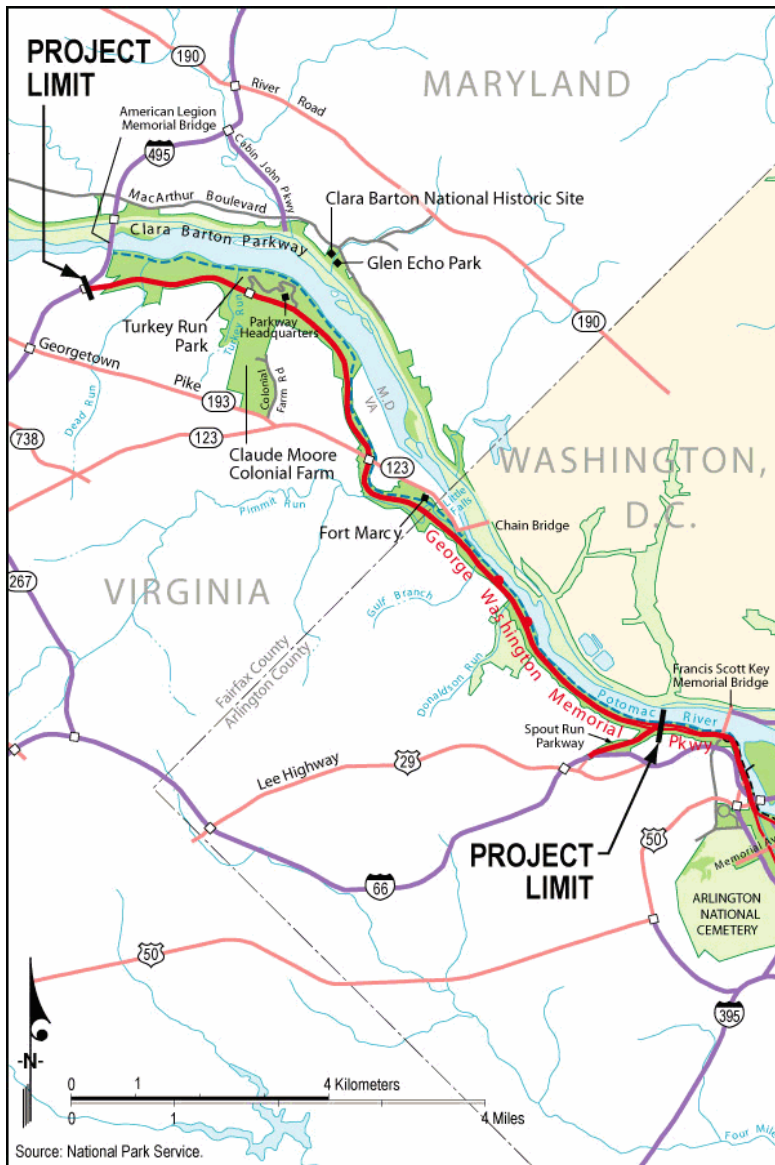 PROJECT
LIMIT
190
River Road
MARYLAND
American Legion
Memorial Bridge
495
Cabin John Pkwy
MacArthur Boulevard
Clara Barton National Historic Site
Clara Barton Parkway
Glen Echo Park
Turkey Run
Park
Turkey Run
Parkway
Headquarters
190
Georgetown
Pike
193
Colonial
Farm Rd
M.D
VA
Dead Run
738
123
Claude Moore
Colonial Farm
123
WASHINGTON,
D.C.
Pimmit Run
Little
Falls
Fort Marcy
Chain Bridge
267
VIRGINIA
George Washington Memorial Pkwy
Gulf Branch
Fairfax County
Arlington County
Donaldson Run
Francis Scott Key
Memorial Bridge
Potomac River
Spout Run
Parkway
Lee Highway
29
PROJECT
LIMIT
50
Memorial Av
66
ARLINGTON
NATIONAL
CEMETERY
50
395
-N-
0 1 4 Kilometers
0 1 4 Miles
Four Mile
Source: National Park Service.